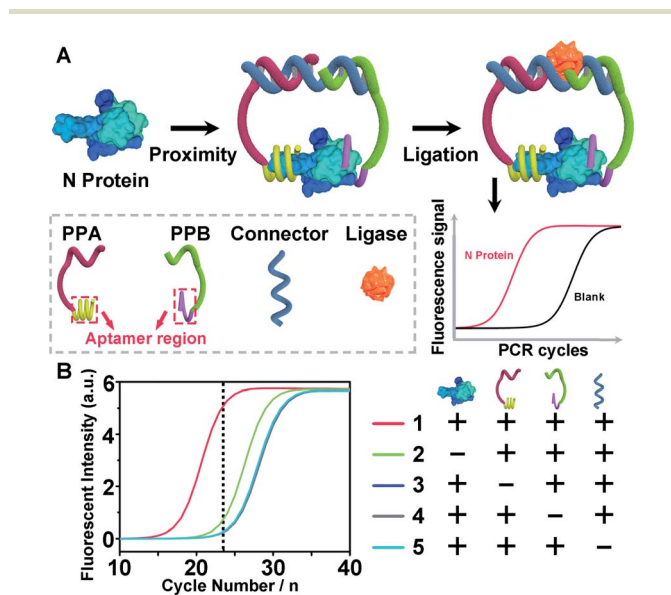 A
N Protein
Proximity
Ligation
PPA PPB Connector Ligase
Aptamer region
Fluorescence signal
N Protein
Blank
PCR cycles
B
Fluorescent Intensity (a.u.)
6
4
2
0
10 20 30 40
Cycle Number / n
1 + + + +
2 − + + +
3 + − + +
4 + + − +
5 + + + −